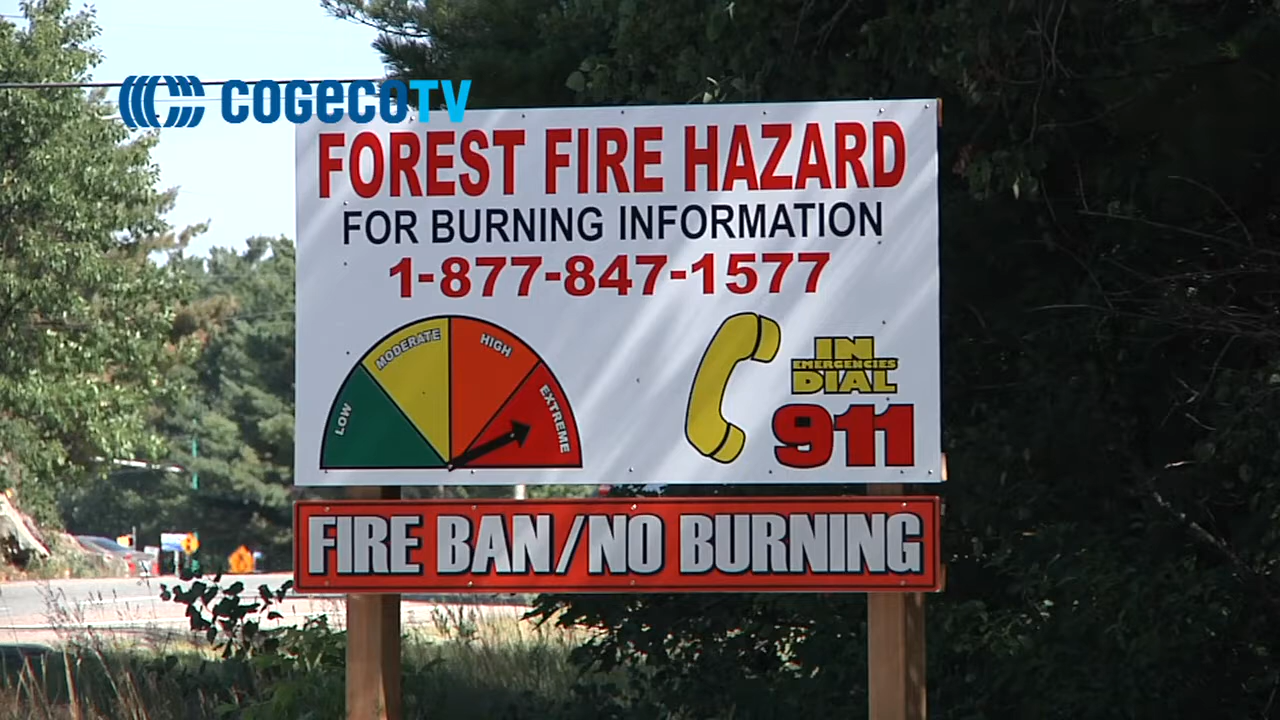 COGECOTV
FOREST FIRE HAZARD
FOR BURNING INFORMATION
1-877-847-1577
LOW
MODERATE
HIGH
EXTREME
IN
EMERGENCIES
DIAL
911
FIRE BAN/NO BURNING